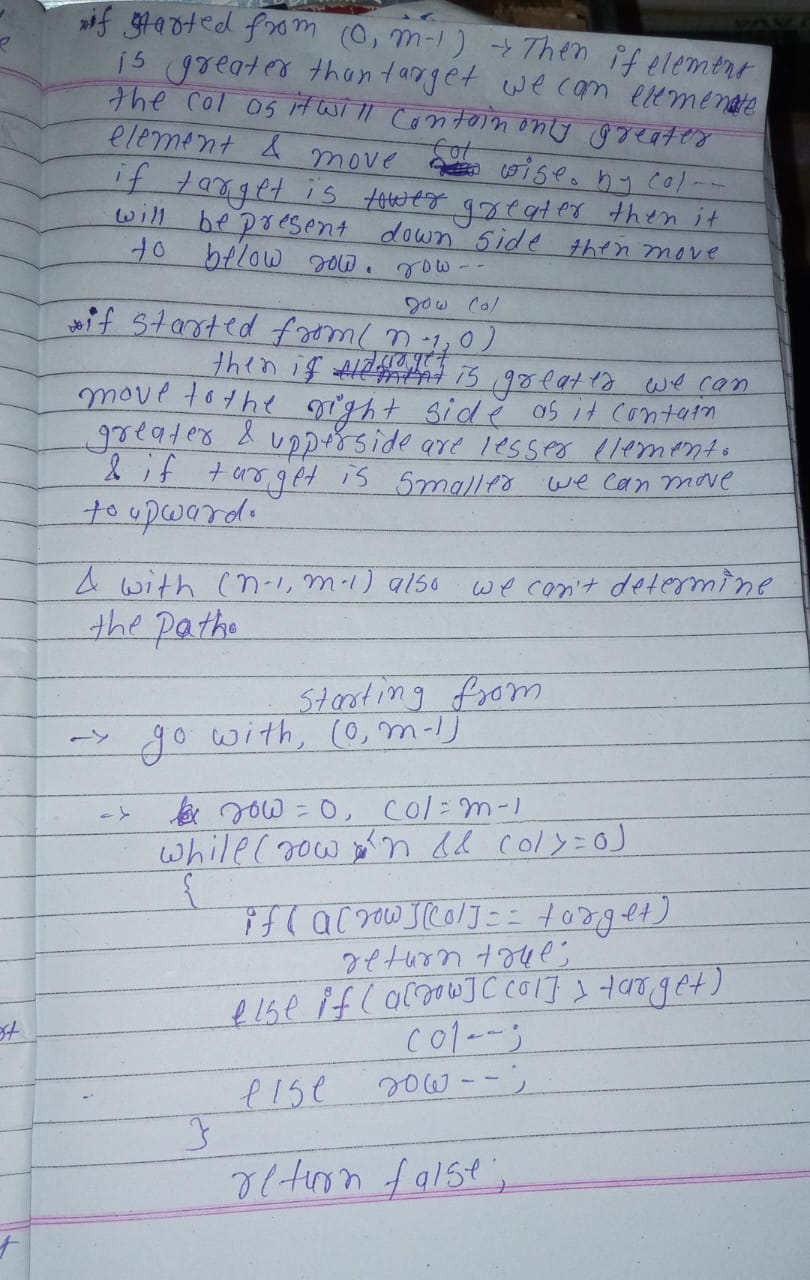 *if started from (0, m-1) → Then if element
is greater than target we can elemenate
the col as it will contain only greater
element & move col wise. by col--
if target is lower greater then it
will be present down side then move
to below row. row--
row col
*if started from (n-1, 0)
then if target is greater we can
move to the right side as it contain
greater & upperside are lesser element.
& if target is smaller we can move
to upward.
& with (n-1, m-1) also we can't determine
the path.
starting from
→ go with, (0, m-1)
→ row = 0, col = m-1
while(row < n && col >= 0)
{
if(a[row][col] == target)
return true;
else if(a[row][col] > target)
col--;
else row--;
}
return false;